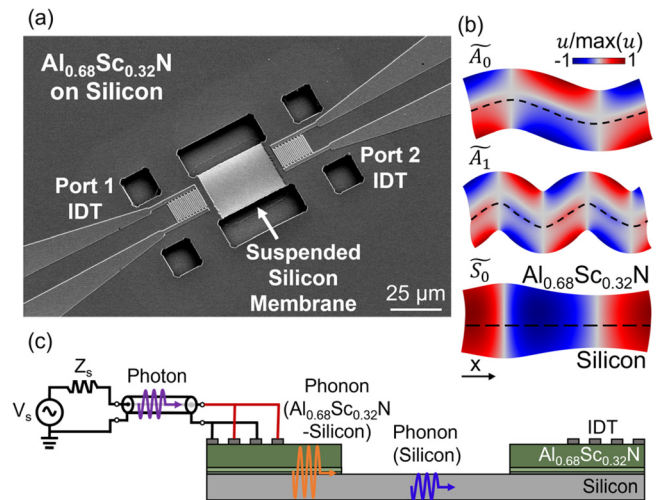 (a)
Al0.68Sc0.32N
on Silicon
Port 1
IDT
Port 2
IDT
Suspended
Silicon
Membrane
25 μm
(b)
u/max(u)
-1 1
Ã0
Ã1
S̃0
Al0.68Sc0.32N
Silicon
x
(c)
Zs
Vs
Photon
Phonon
(Al0.68Sc0.32N
-Silicon)
Phonon
(Silicon)
IDT
Al0.68Sc0.32N
Silicon